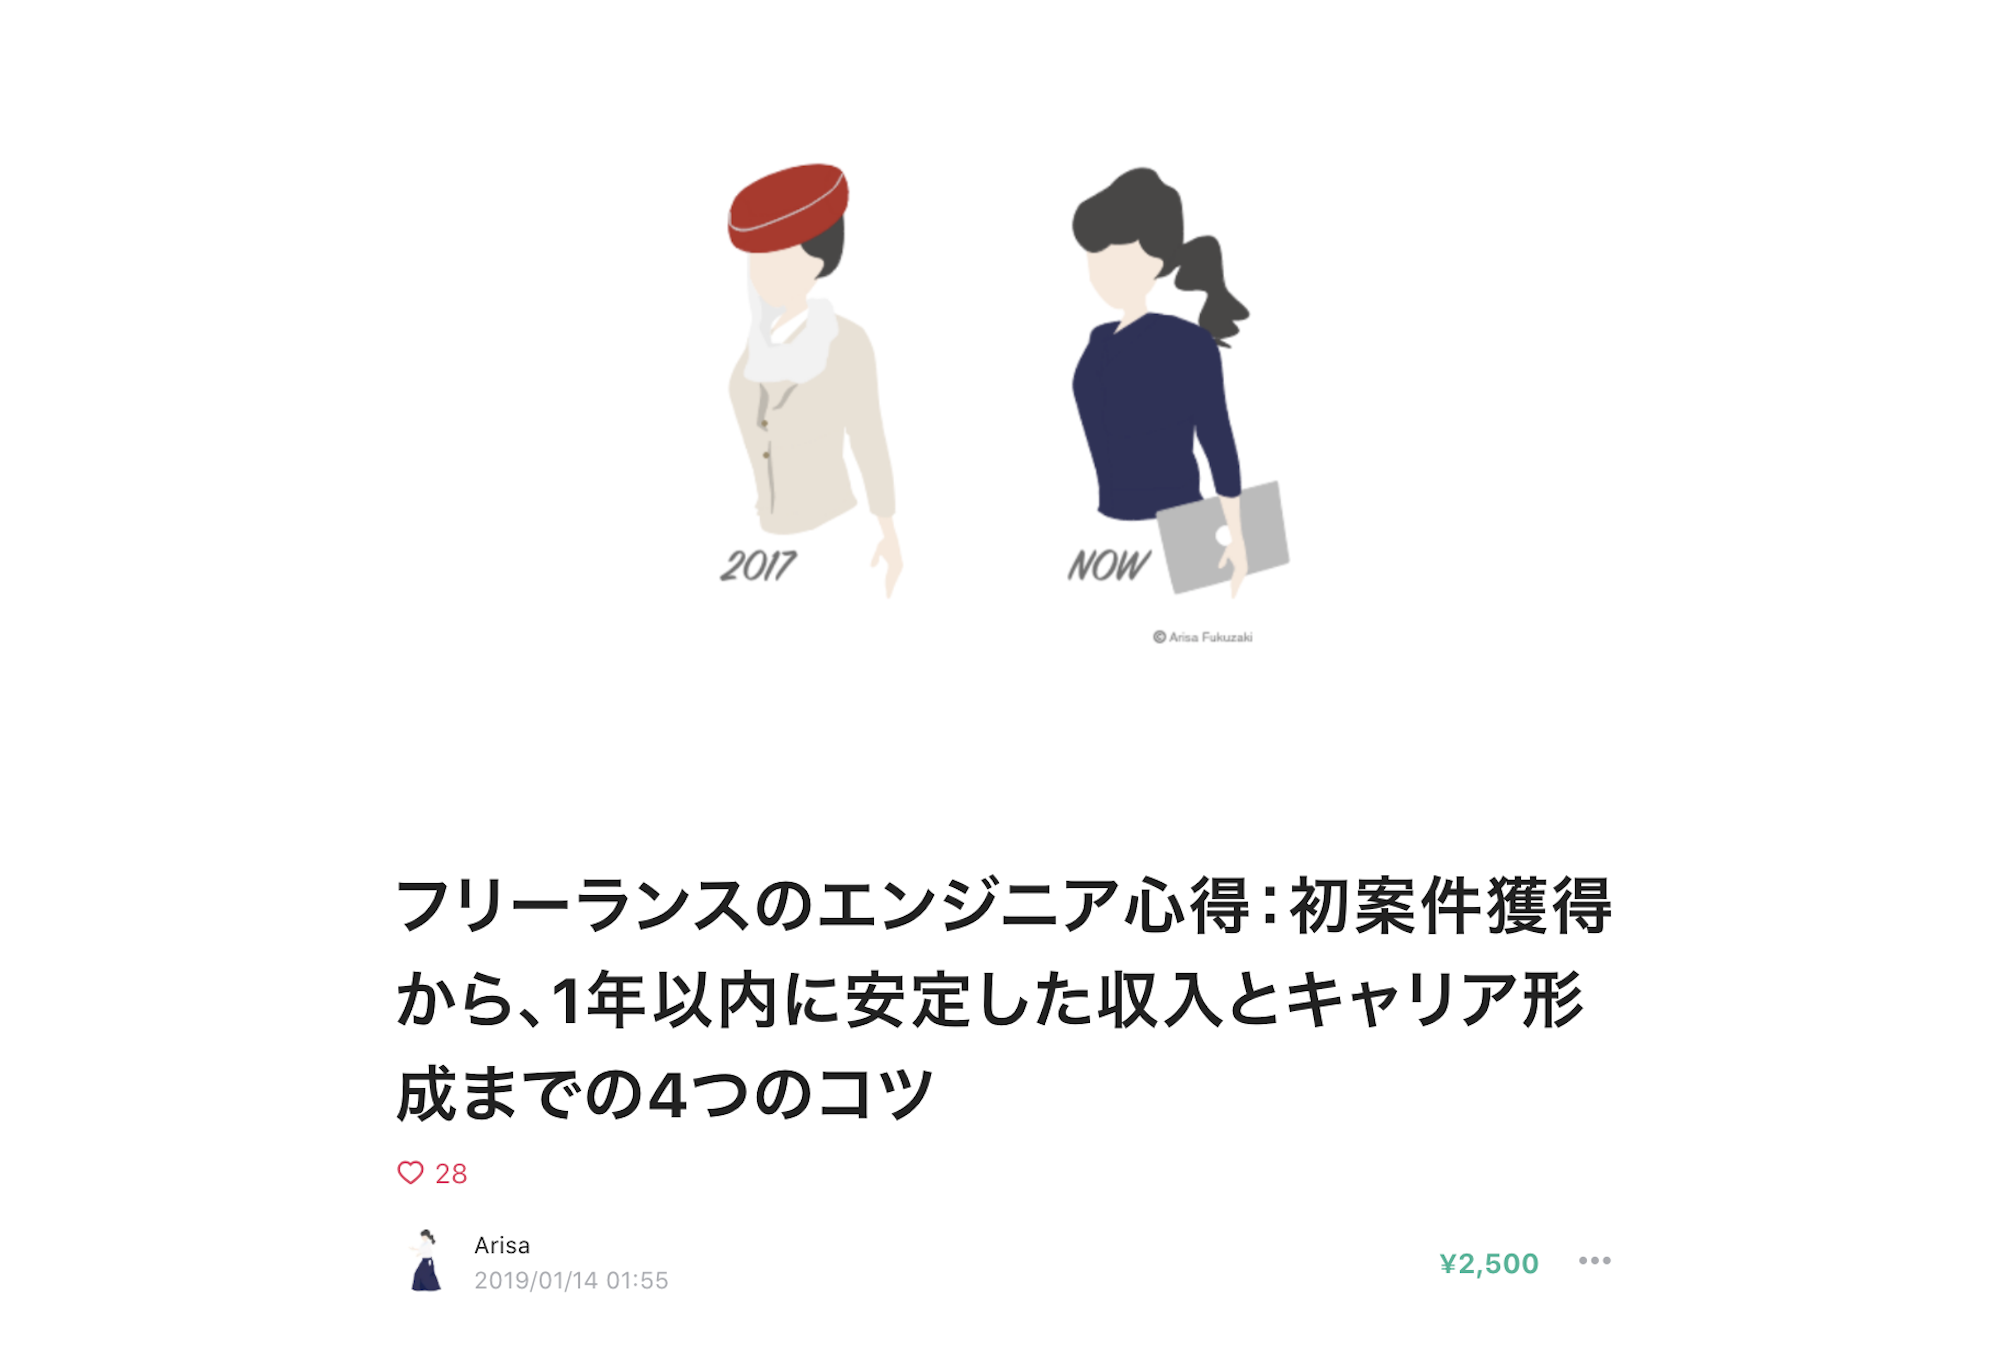 2017
NOW
© Arisa Fukuzaki
フリーランスのエンジニア心得：初案件獲得
から、1年以内に安定した収入とキャリア形
成までの4つのコツ
28
Arisa
2019/01/14 01:55
¥2,500